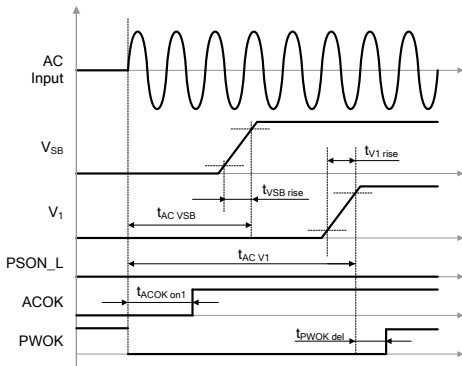 AC
Input
VSB
tV1 rise
tVSB rise
V1
tAC VSB
PSON_L
tAC V1
ACOK
tACOK on1
PWOK
tPWOK del